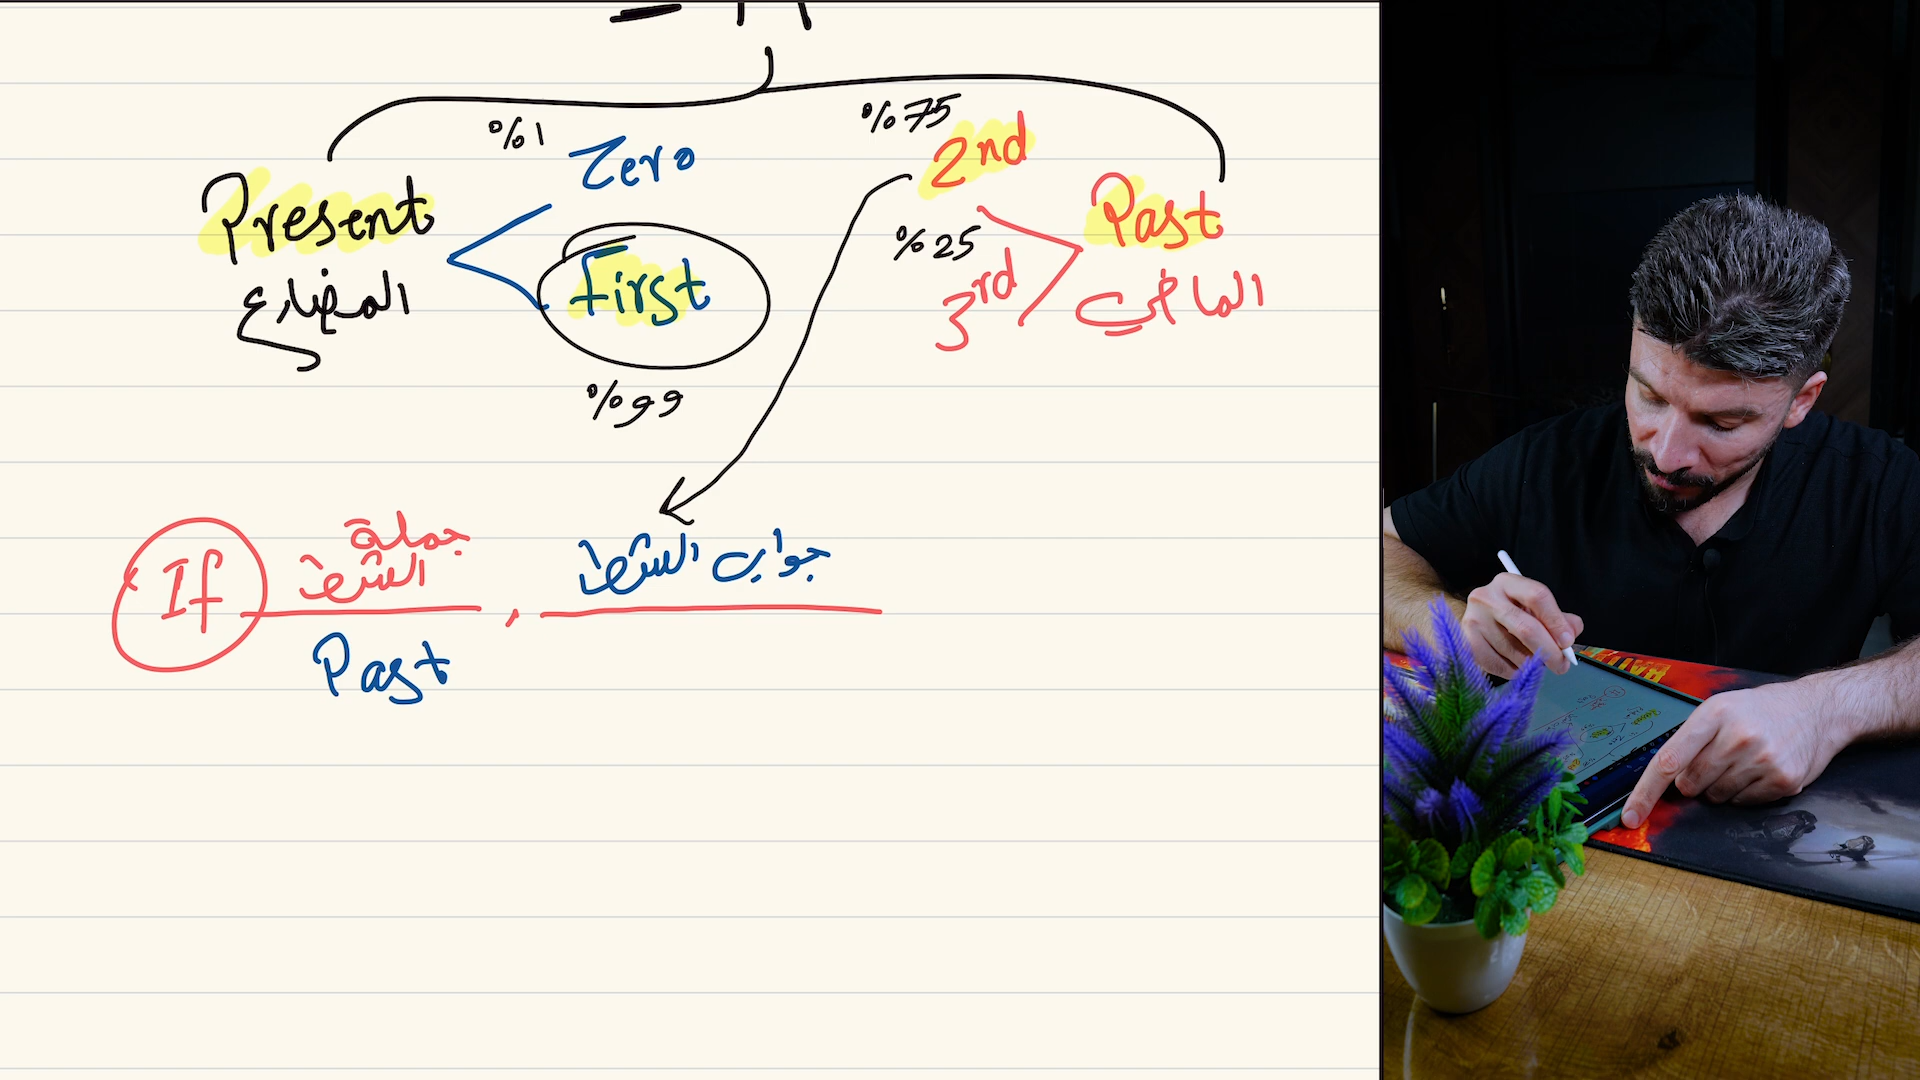 %1 Zero %75 2nd
Present First %25 3rd Past
المضارع الماضي
%99
If جملة الشرط , جواب الشرط
Past